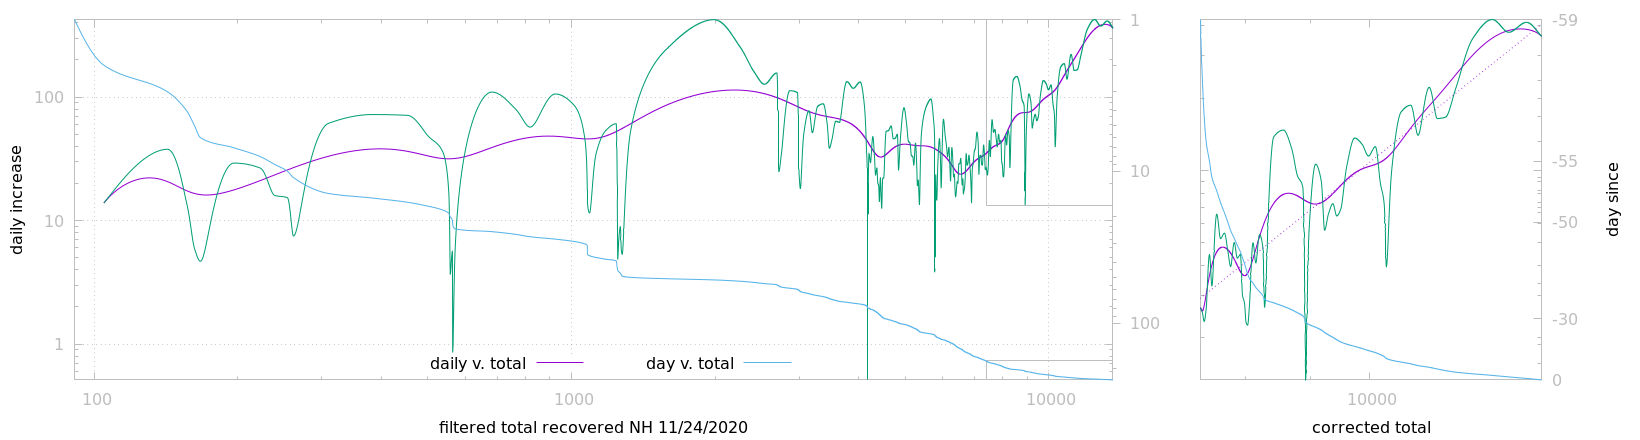 daily increase
100
10
1
100
1000
10000
filtered total recovered NH 11/24/2020
daily v. total
day v. total
1
10
100
10000
corrected total
-59
-55
-50
-30
0
day since